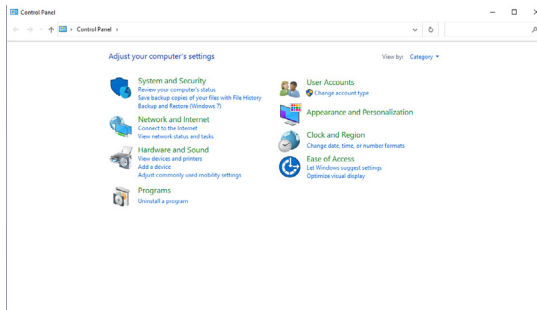 Control Panel
Control Panel
Adjust your computer's settings
View by: Category
System and Security
Review your computer's status
Save backup copies of your files with File History
Backup and Restore (Windows 7)
Network and Internet
Connect to the Internet
View network status and tasks
Hardware and Sound
View devices and printers
Add a device
Adjust commonly used mobility settings
Programs
Uninstall a program
User Accounts
Change account type
Appearance and Personalization
Clock and Region
Change date, time, or number formats
Ease of Access
Let Windows suggest settings
Optimize visual display